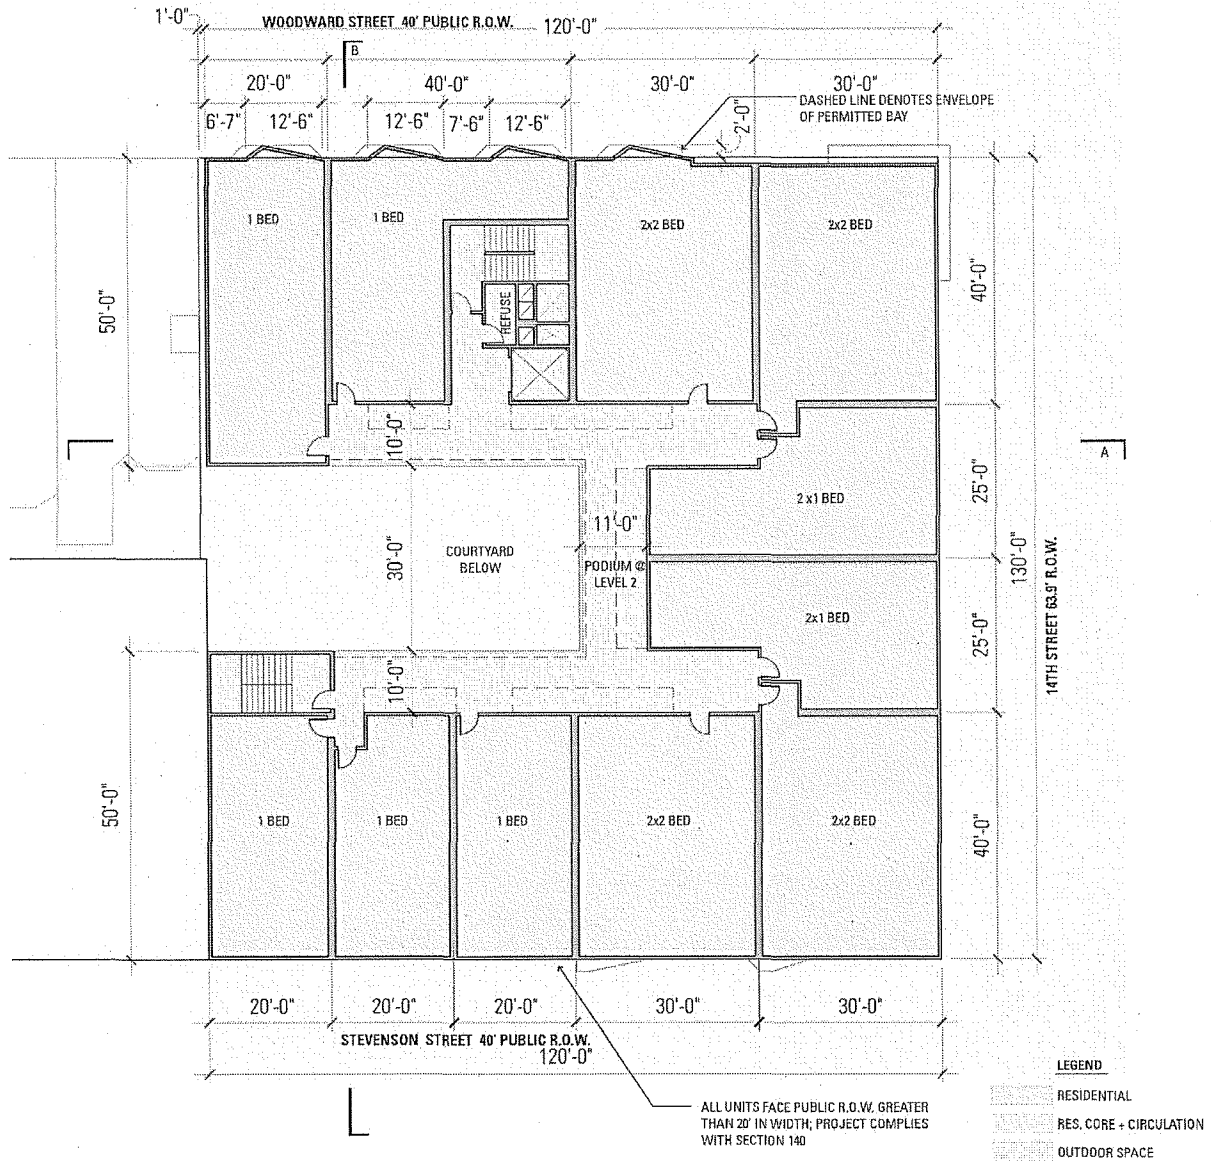 1'-0"
WOODWARD STREET 40' PUBLIC R.O.W.
120'-0"
B
20'-0"
40'-0"
30'-0"
30'-0"
DASHED LINE DENOTES ENVELOPE
OF PERMITTED BAY
6'-7"
12'-6"
12'-6"
7'-6"
12'-6"
2'-0"
1 BED
1 BED
2x2 BED
2x2 BED
50'-0"
REFUSE
40'-0"
10'-0"
A
2 x1 BED
25'-0"
11'-0"
COURTYARD
BELOW
30'-0"
PODIUM @
LEVEL 2
130'-0"
14TH STREET 63.9' R.O.W.
2x1 BED
25'-0"
10'-0"
50'-0"
1 BED
1 BED
1 BED
2x2 BED
2x2 BED
40'-0"
20'-0"
20'-0"
20'-0"
30'-0"
30'-0"
STEVENSON STREET 40' PUBLIC R.O.W.
120'-0"
ALL UNITS FACE PUBLIC R.O.W. GREATER
THAN 20' IN WIDTH; PROJECT COMPLIES
WITH SECTION 140
LEGEND
RESIDENTIAL
RES. CORE + CIRCULATION
OUTDOOR SPACE